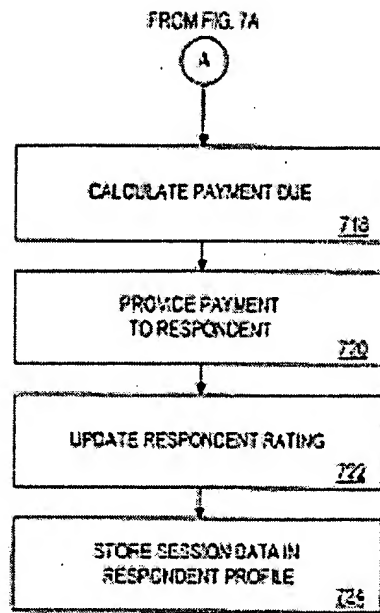 FROM FIG. 7A
A
CALCULATE PAYMENT DUE
718
PROVIDE PAYMENT
TO RESPONDENT
720
UPDATE RESPONDENT RATING
722
STORE SESSION DATA IN
RESPONDENT PROFILE
724